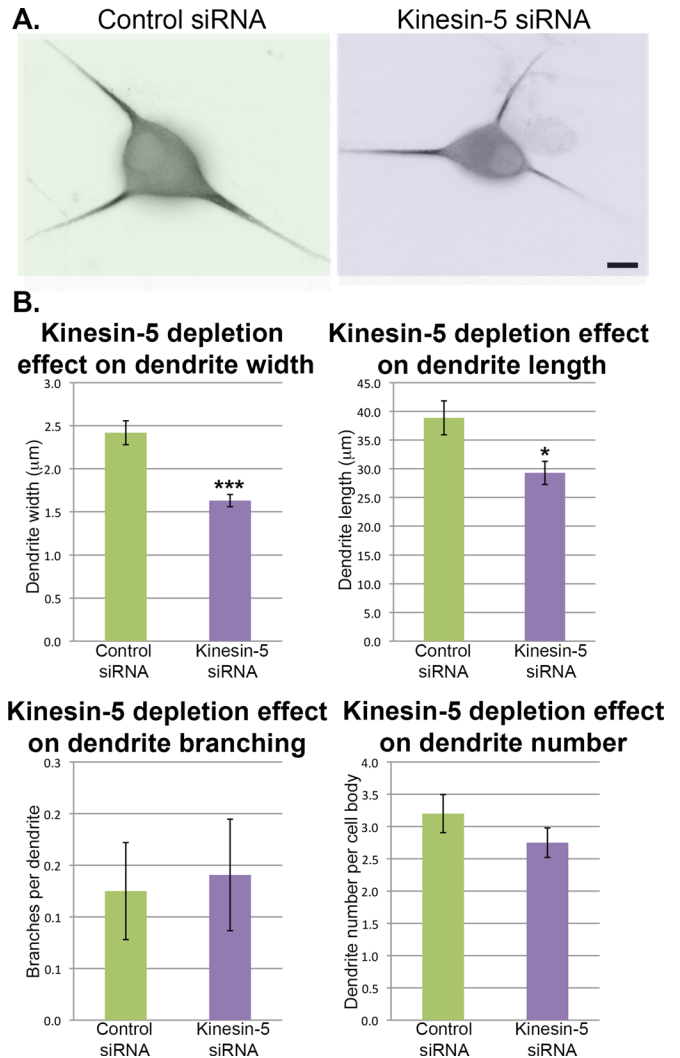 A.
Control siRNA
Kinesin-5 siRNA
B.
Kinesin-5 depletion
effect on dendrite width
3.0
2.5
2.0
1.5
1.0
0.5
0.0
Dendrite width (μm)
***
Control
siRNA
Kinesin-5
siRNA
Kinesin-5 depletion effect
on dendrite length
45.0
40.0
35.0
30.0
25.0
20.0
15.0
10.0
5.0
0.0
Dendrite length (μm)
*
Control
siRNA
Kinesin-5
siRNA
Kinesin-5 depletion effect
on dendrite branching
0.3
0.2
0.2
0.1
0.1
0.0
Branches per dendrite
Control
siRNA
Kinesin-5
siRNA
Kinesin-5 depletion effect
on dendrite number
4.0
3.5
3.0
2.5
2.0
1.5
1.0
0.5
0.0
Dendrite number per cell body
Control
siRNA
Kinesin-5
siRNA